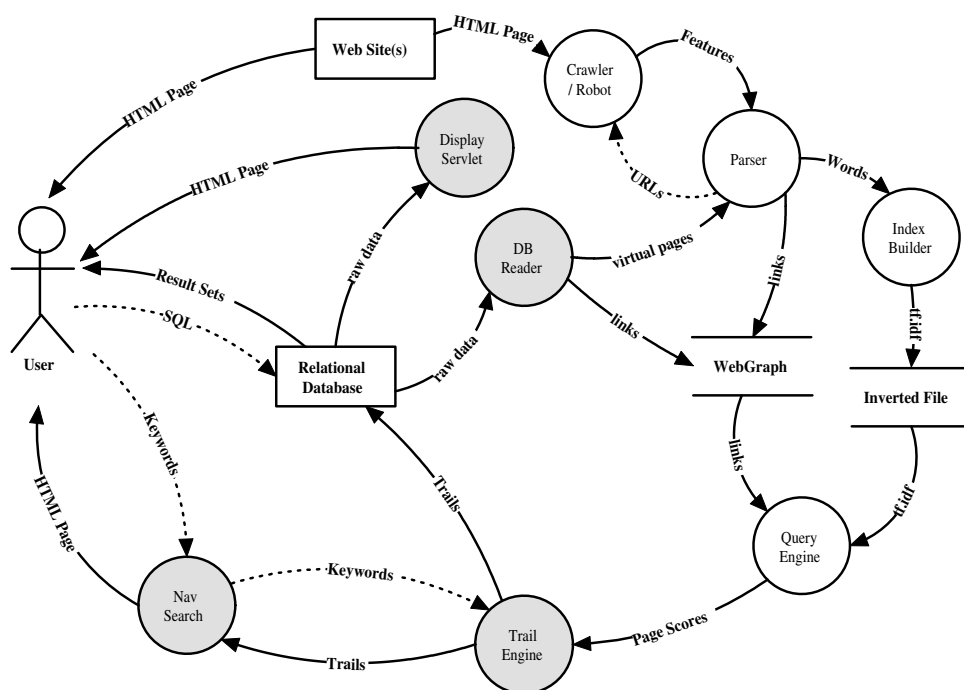 HTML Page
Web Site(s)
Crawler
/ Robot
Features
HTML Page
Display
Servlet
Parser
Words
HTML Page
URLs
Index
Builder
raw data
DB
Reader
virtual pages
links
Result Sets
SQL
User
Relational
Database
raw data
links
WebGraph
tf.idf
Inverted File
Keywords
HTML Page
Trails
links
tf.idf
Query
Engine
Nav
Search
Keywords
Trail
Engine
Page Scores
Trails